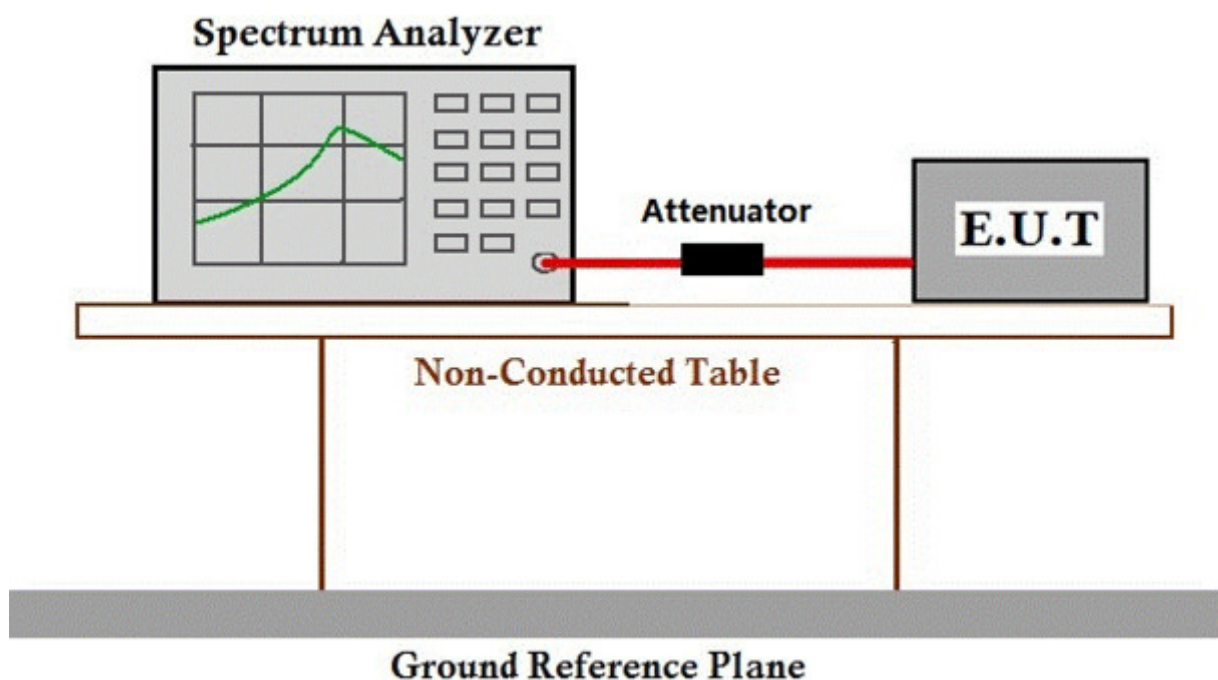 Spectrum Analyzer
Attenuator
E.U.T
Non-Conducted Table
Ground Reference Plane